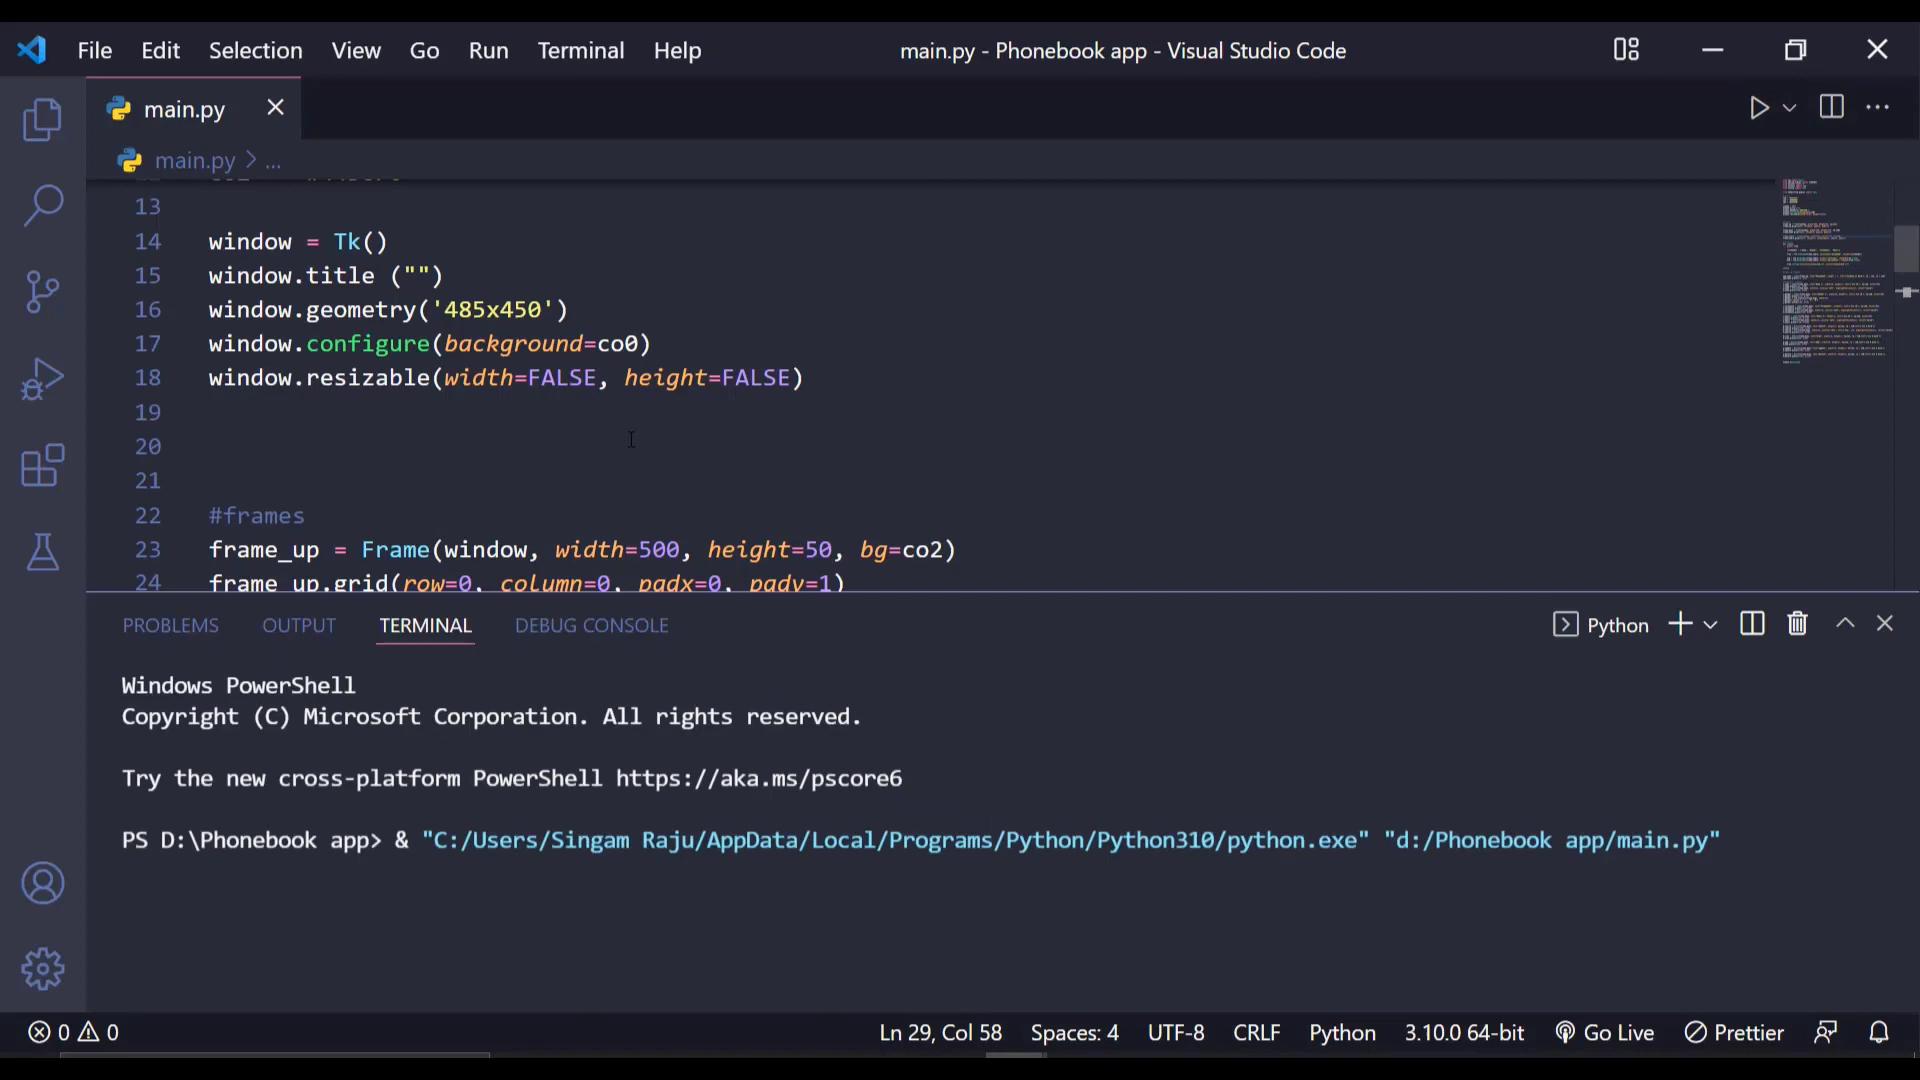 File Edit Selection View Go Run Terminal Help main.py - Phonebook app - Visual Studio Code
main.py
main.py > ...
13
14 window = Tk()
15 window.title ("")
16 window.geometry('485x450')
17 window.configure(background=co0)
18 window.resizable(width=FALSE, height=FALSE)
19
20
21
22 #frames
23 frame_up = Frame(window, width=500, height=50, bg=co2)
24 frame_up.grid(row=0, column=0, padx=0, pady=1)
PROBLEMS OUTPUT TERMINAL DEBUG CONSOLE Python
Windows PowerShell
Copyright (C) Microsoft Corporation. All rights reserved.
Try the new cross-platform PowerShell https://aka.ms/pscore6
PS D:\Phonebook app> & "C:/Users/Singam Raju/AppData/Local/Programs/Python/Python310/python.exe" "d:/Phonebook app/main.py"
0 0 Ln 29, Col 58 Spaces: 4 UTF-8 CRLF Python 3.10.0 64-bit Go Live Prettier